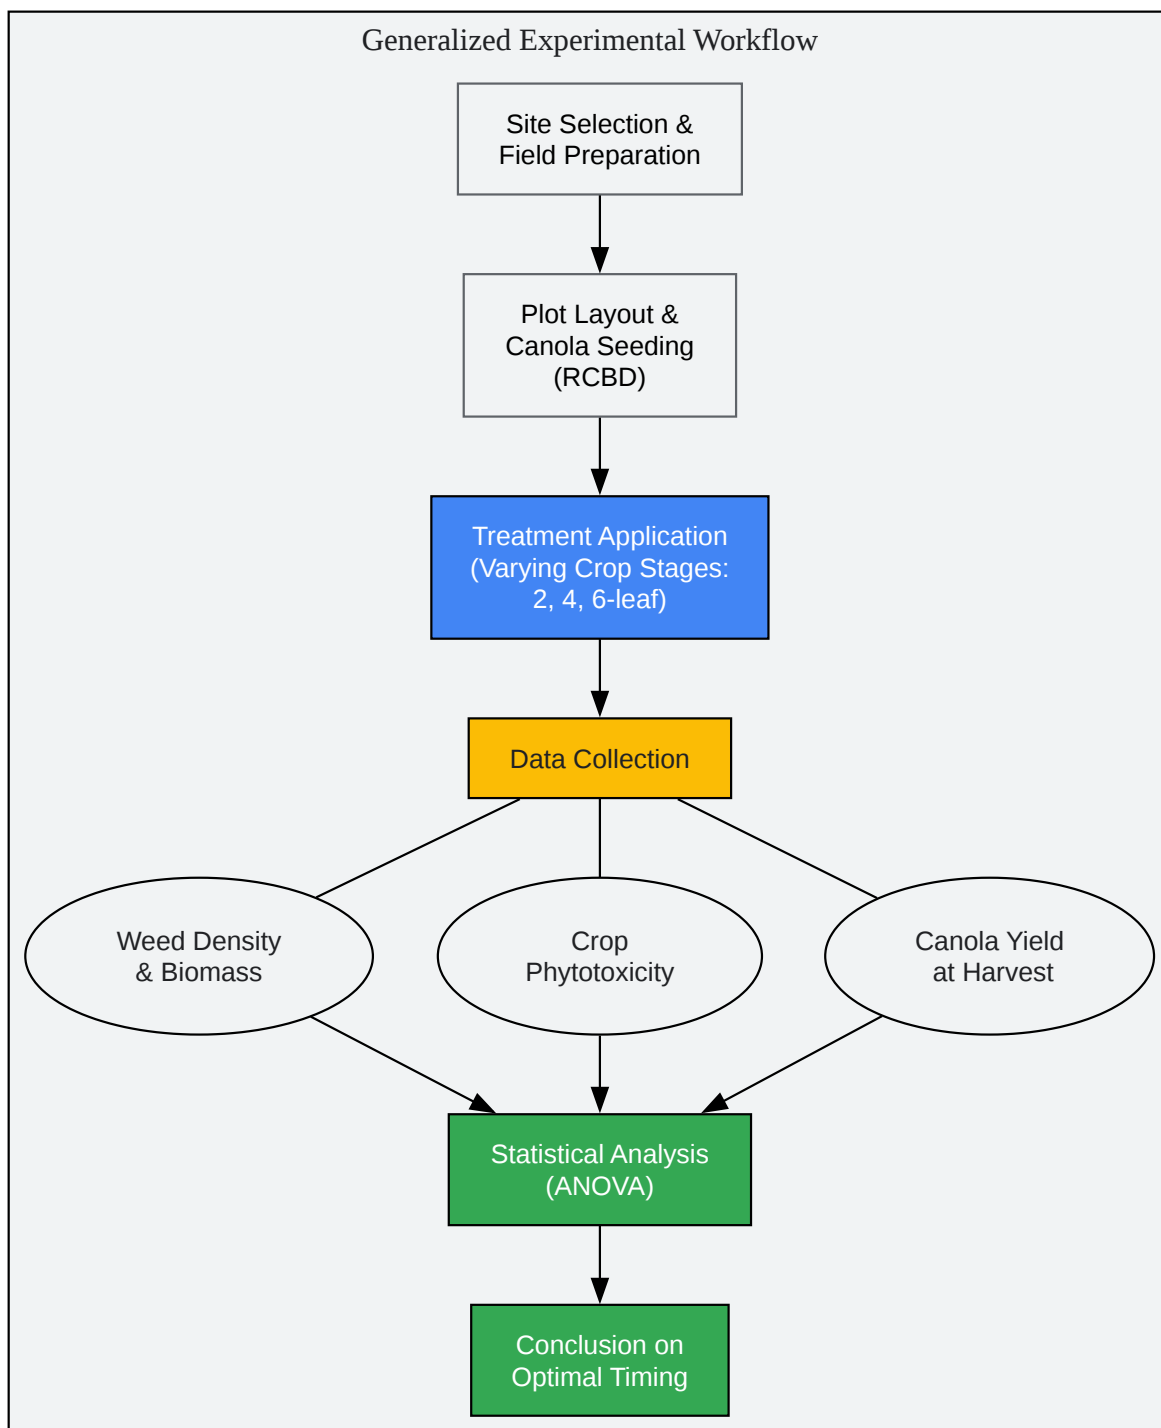 Generalized Experimental Workflow
Site Selection &
Field Preparation
Plot Layout &
Canola Seeding
(RCBD)
Treatment Application
(Varying Crop Stages:
2, 4, 6-leaf)
Data Collection
Weed Density
& Biomass
Crop
Phytotoxicity
Canola Yield
at Harvest
Statistical Analysis
(ANOVA)
Conclusion on
Optimal Timing